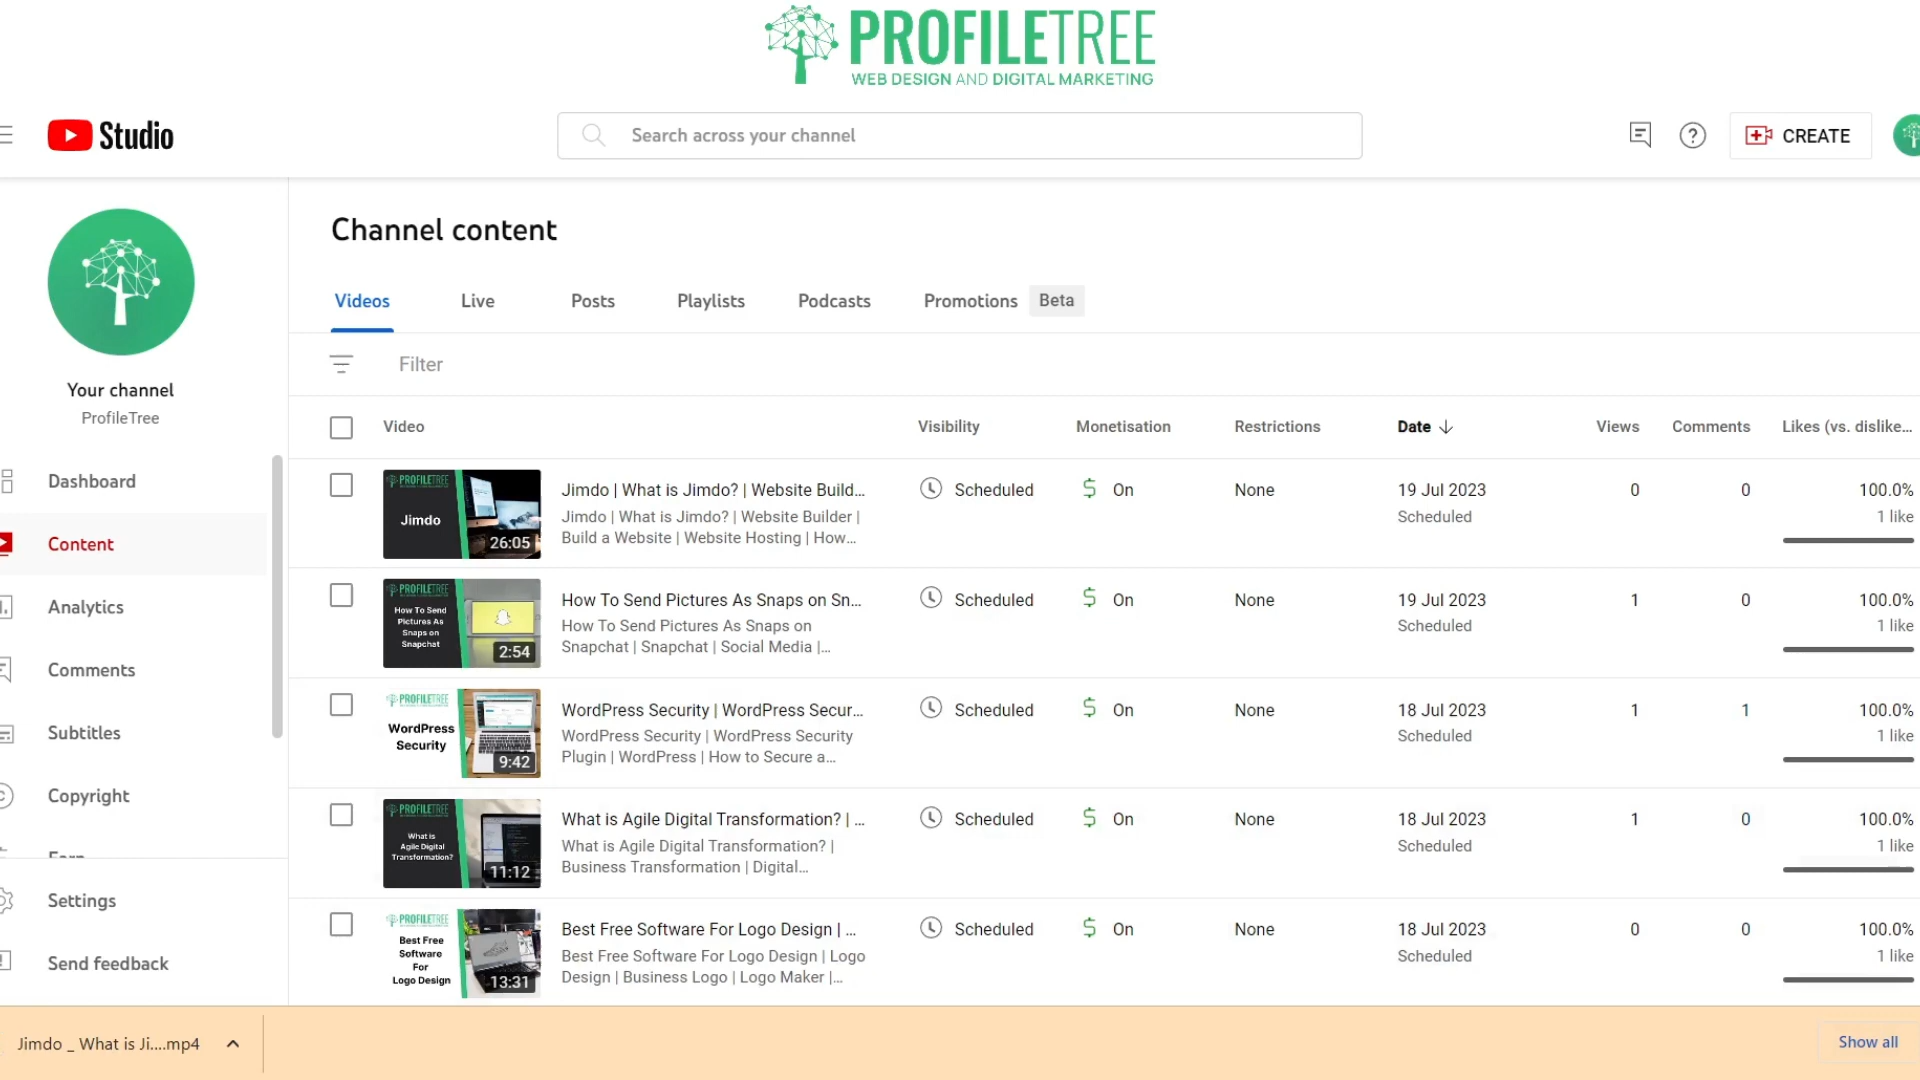 PROFILETREE
WEB DESIGN AND DIGITAL MARKETING
Studio
Search across your channel
CREATE
Your channel
ProfileTree
Dashboard
Content
Analytics
Comments
Subtitles
Copyright
Earn
Settings
Send feedback
Channel content
Videos Live Posts Playlists Podcasts Promotions Beta
Filter
Video Visibility Monetisation Restrictions Date Views Comments Likes (vs. dislike...
PROFILETREE
Jimdo
26:05
Jimdo | What is Jimdo? | Website Build... Scheduled On None 19 Jul 2023 0 0 100.0%
Jimdo | What is Jimdo? | Website Builder | Scheduled 1 like
Build a Website | Website Hosting | How...
PROFILETREE
How To Send
Pictures As
Snaps on
Snapchat
2:54
How To Send Pictures As Snaps on Sn... Scheduled On None 19 Jul 2023 1 0 100.0%
How To Send Pictures As Snaps on Scheduled 1 like
Snapchat | Snapchat | Social Media |...
PROFILETREE
WordPress
Security
9:42
WordPress Security | WordPress Secur... Scheduled On None 18 Jul 2023 1 1 100.0%
WordPress Security | WordPress Security Scheduled 1 like
Plugin | WordPress | How to Secure a...
PROFILETREE
What is
Agile Digital
Transformation?
11:12
What is Agile Digital Transformation? | ... Scheduled On None 18 Jul 2023 1 0 100.0%
What is Agile Digital Transformation? | Scheduled 1 like
Business Transformation | Digital...
PROFILETREE
Best Free
Software
For
Logo Design
13:31
Best Free Software For Logo Design | ... Scheduled On None 18 Jul 2023 0 0 100.0%
Best Free Software For Logo Design | Logo Scheduled 1 like
Design | Business Logo | Logo Maker |...
Jimdo _ What is Ji....mp4
Show all